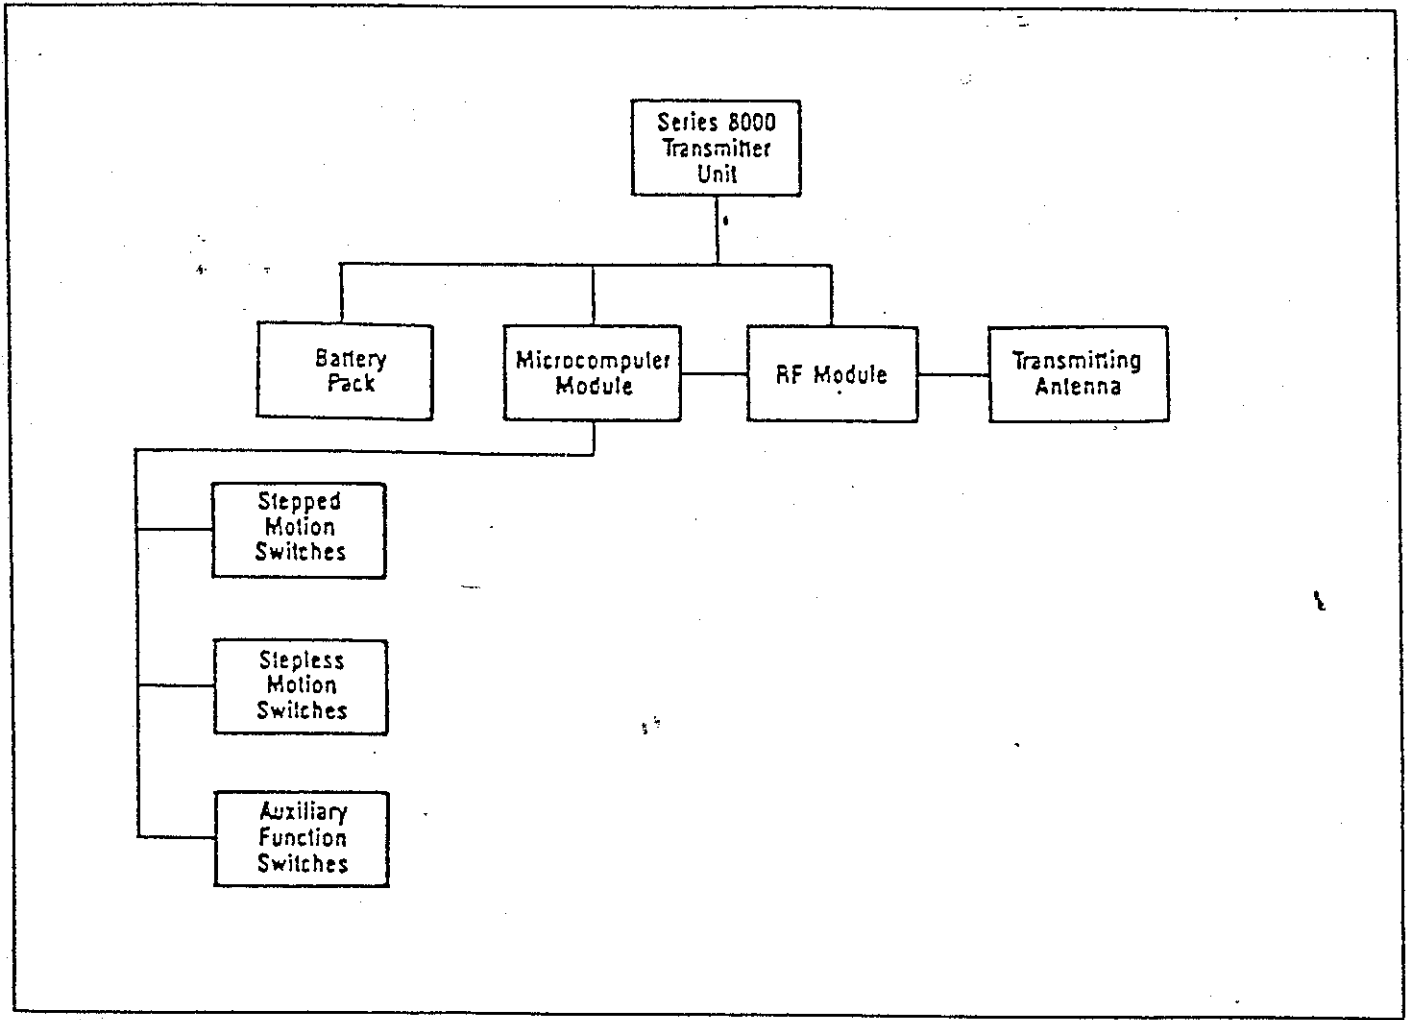 Series 8000
Transmitter
Unit
Battery
Pack
Microcomputer
Module
RF Module
Transmitting
Antenna
Stepped
Motion
Switches
Stepless
Motion
Switches
Auxiliary
Function
Switches